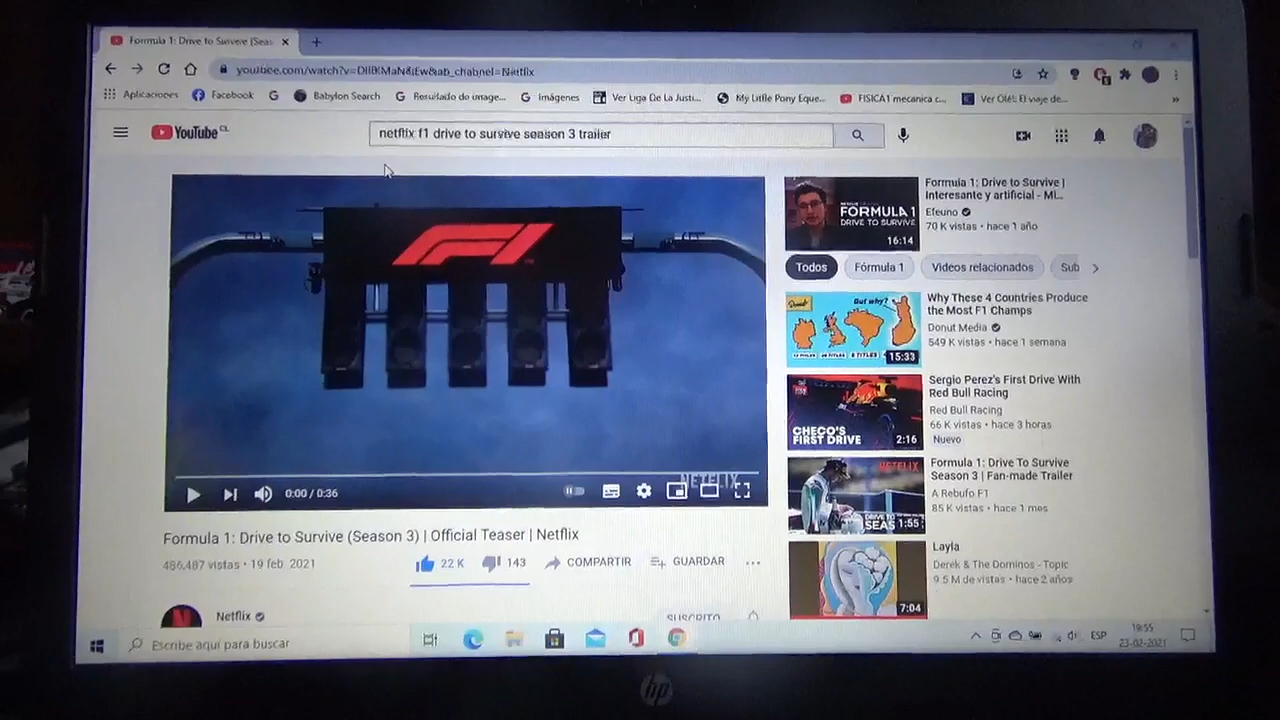 Formula 1: Drive to Survive (Seas
Aplicaciones
Facebook
Babylon Search
Resultado de image...
Imágenes
Ver Liga De La Justi...
My Little Pony Eque...
FISICA1 mecanica c...
Ver Olé!: El viaje de...
»
YouTube CL
netflix f1 drive to survive season 3 trailer
F1
NETFLIX
0:00 / 0:36
Formula 1: Drive to Survive (Season 3) | Official Teaser | Netflix
486,487 vistas • 19 feb. 2021
22 K
143
COMPARTIR
GUARDAR
N
Netflix
SUSCRITO
FORMULA 1
DRIVE TO SURVIVE
16:14
Formula 1: Drive to Survive |
Interesante y artificial - Mi...
Efeuno
70 K vistas • hace 1 año
Todos
Fórmula 1
Videos relacionados
Sub
Donut
But why?
15:33
Why These 4 Countries Produce
the Most F1 Champs
Donut Media
549 K vistas • hace 1 semana
CHECO'S
FIRST DRIVE
2:16
Sergio Perez's First Drive With
Red Bull Racing
Red Bull Racing
66 K vistas • hace 3 horas
Nuevo
NETFLIX
DRIVE TO
SEAS
1:55
Formula 1: Drive To Survive
Season 3 | Fan-made Trailer
A Rebufo F1
85 K vistas • hace 1 mes
7:04
Layla
Derek & The Dominos - Topic
9.5 M de vistas • hace 2 años
Escribe aquí para buscar
ESP
19:55
23-02-2021
hp